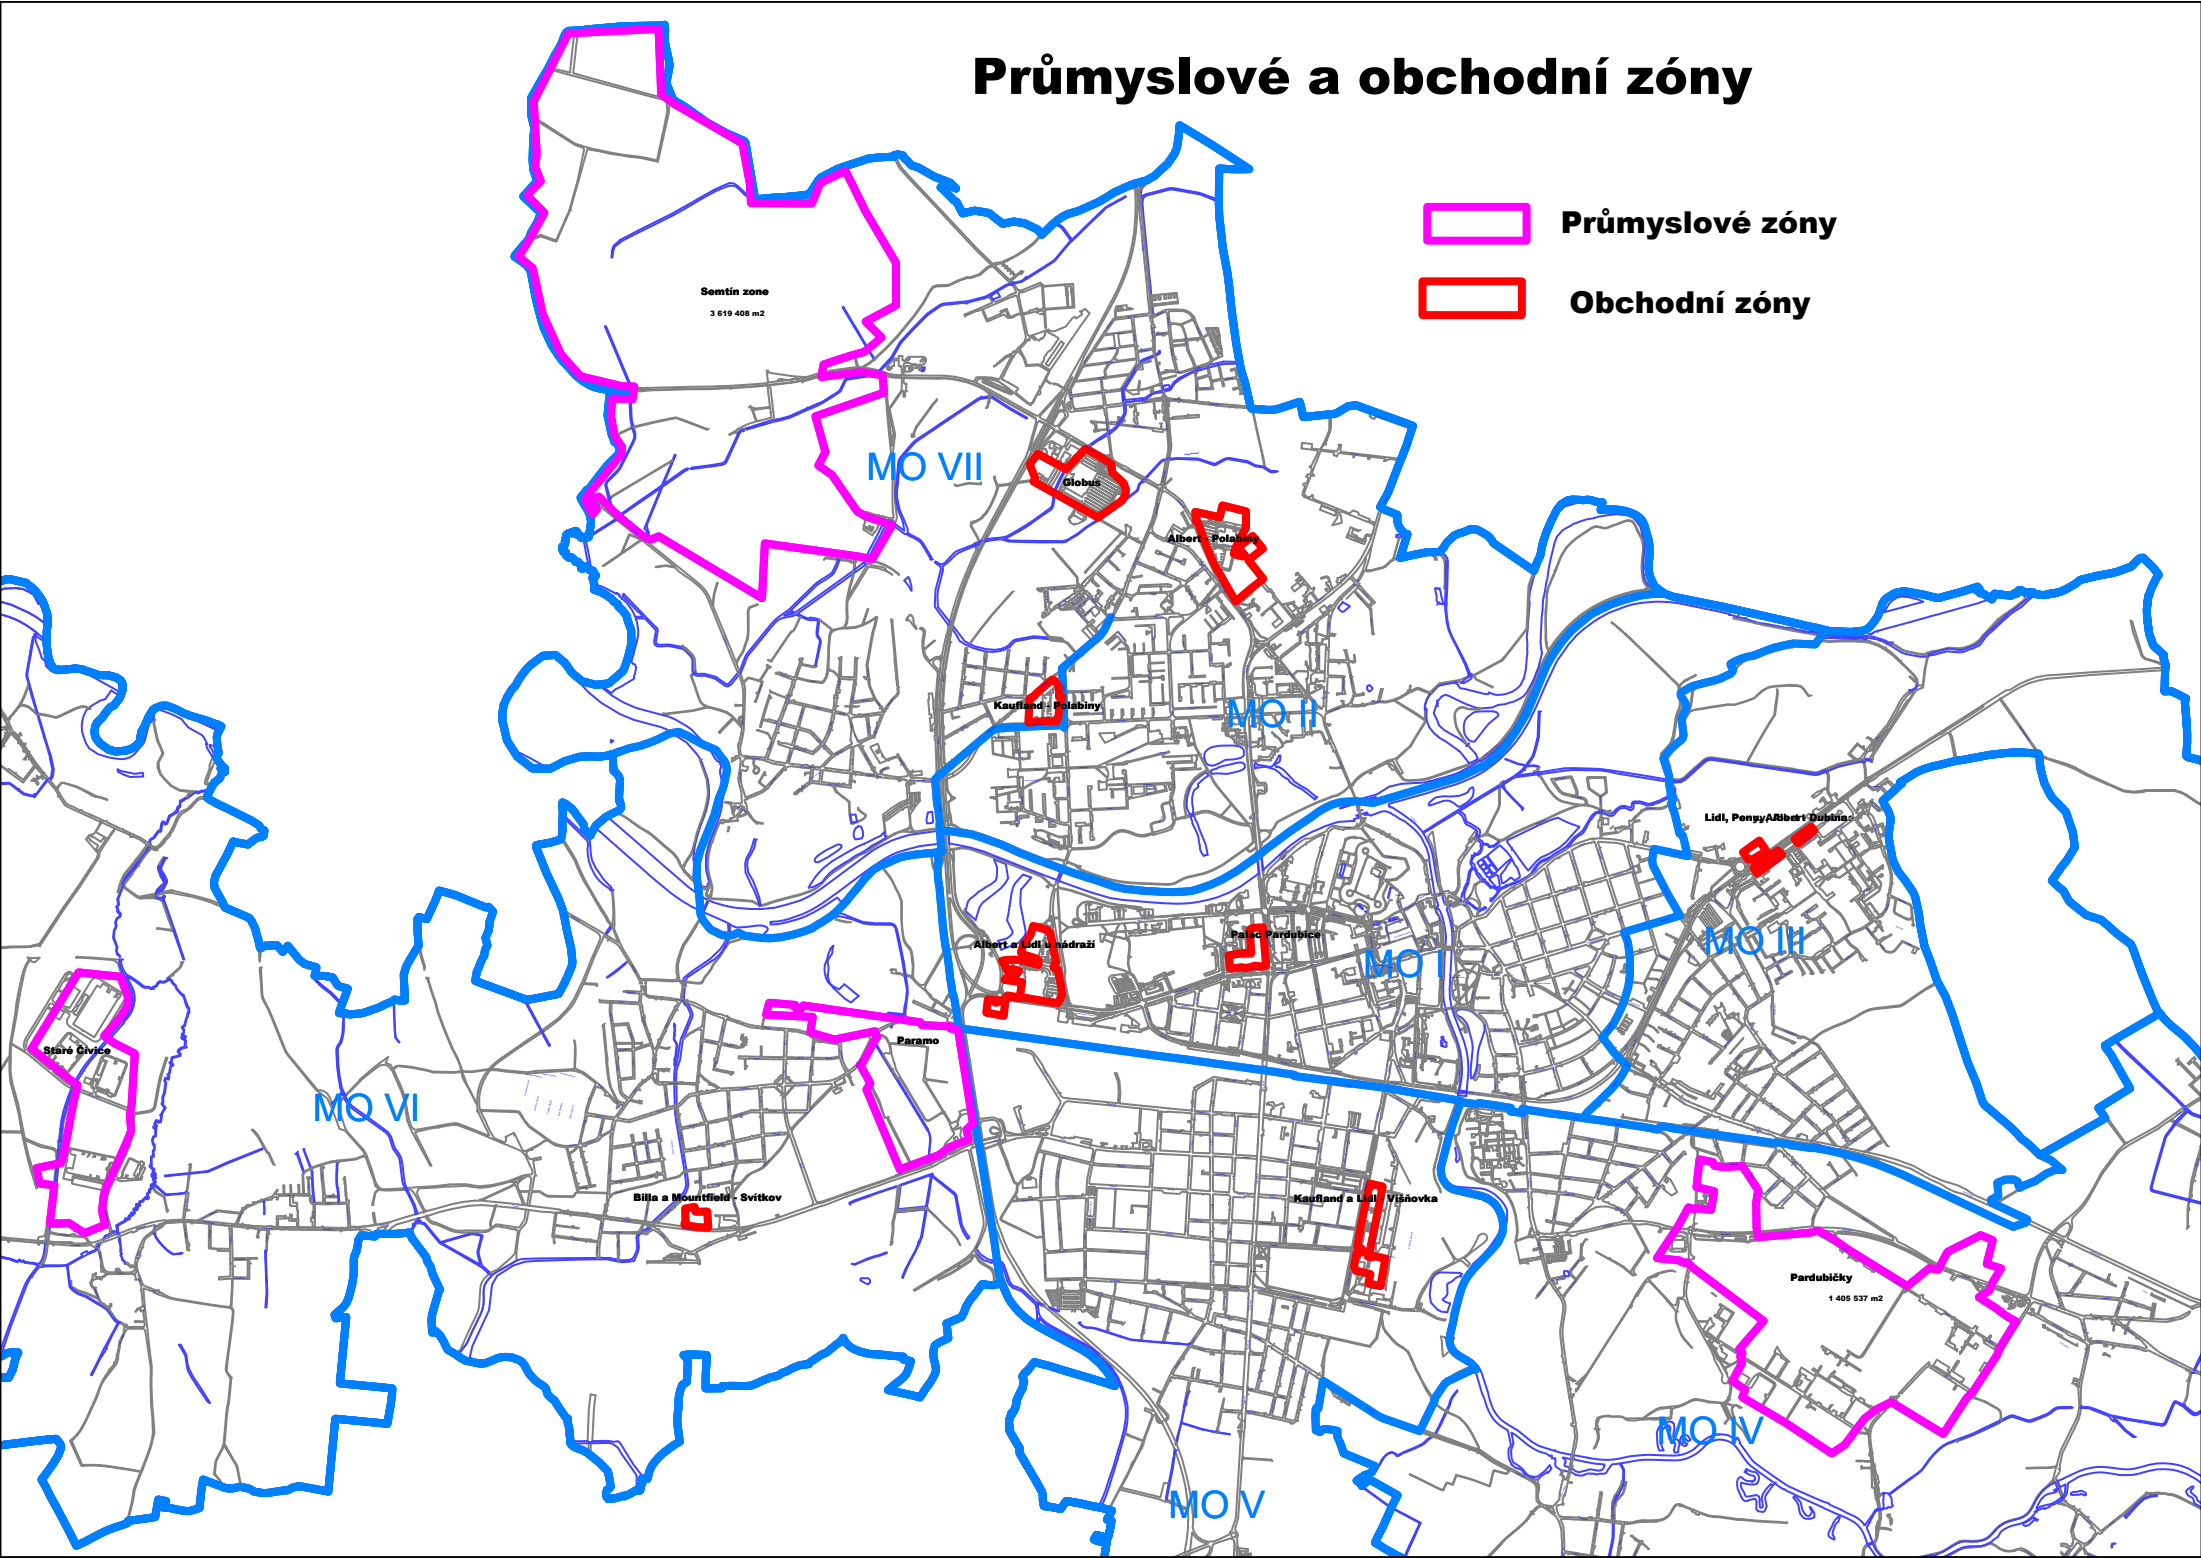 Průmyslové a obchodní zóny
Průmyslové zóny
Obchodní zóny
Semtín zone
3 619 408 m2
MO VII
Globus
Albert - Polabiny
Kaufland - Polabiny
MO II
Lidl, Penny, Albert Dubina
Albert a Lidl u nádraží
Palác Pardubice
MO I
MO III
Staré Čivice
Paramo
MO VI
Billa a Mountfield - Svítkov
Kaufland a Lidl - Višňovka
Pardubičky
1 405 537 m2
MO IV
MO V